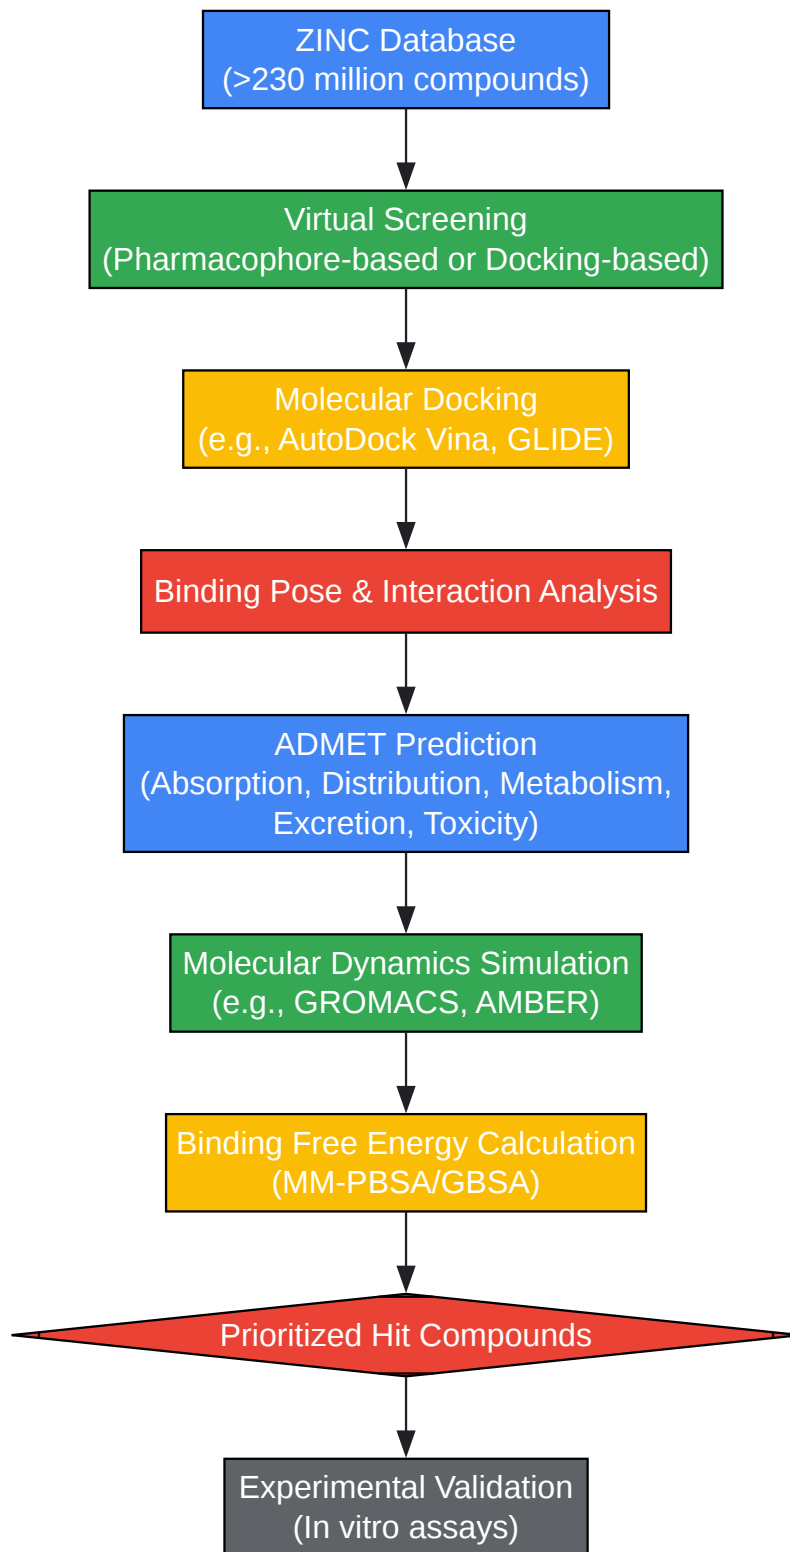 ZINC Database
(>230 million compounds)
Virtual Screening
(Pharmacophore-based or Docking-based)
Molecular Docking
(e.g., AutoDock Vina, GLIDE)
Binding Pose & Interaction Analysis
ADMET Prediction
(Absorption, Distribution, Metabolism,
Excretion, Toxicity)
Molecular Dynamics Simulation
(e.g., GROMACS, AMBER)
Binding Free Energy Calculation
(MM-PBSA/GBSA)
Prioritized Hit Compounds
Experimental Validation
(In vitro assays)